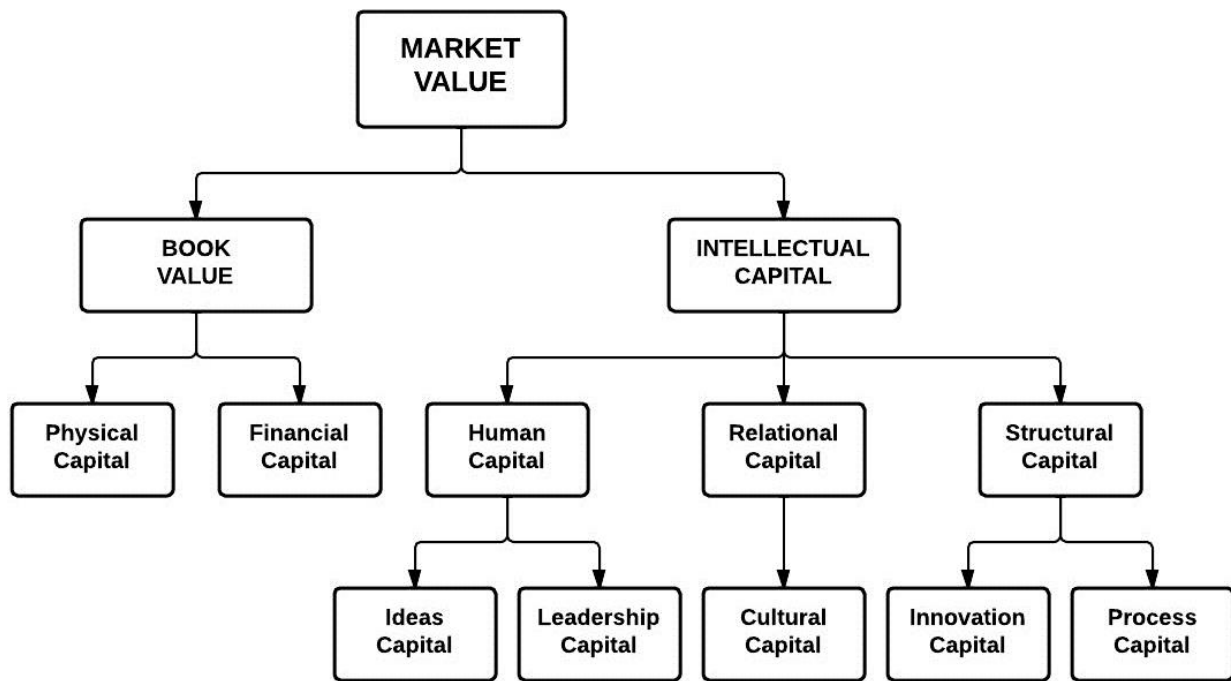 MARKET
VALUE
BOOK
VALUE
INTELLECTUAL
CAPITAL
Physical
Capital
Financial
Capital
Human
Capital
Relational
Capital
Structural
Capital
Ideas
Capital
Leadership
Capital
Cultural
Capital
Innovation
Capital
Process
Capital